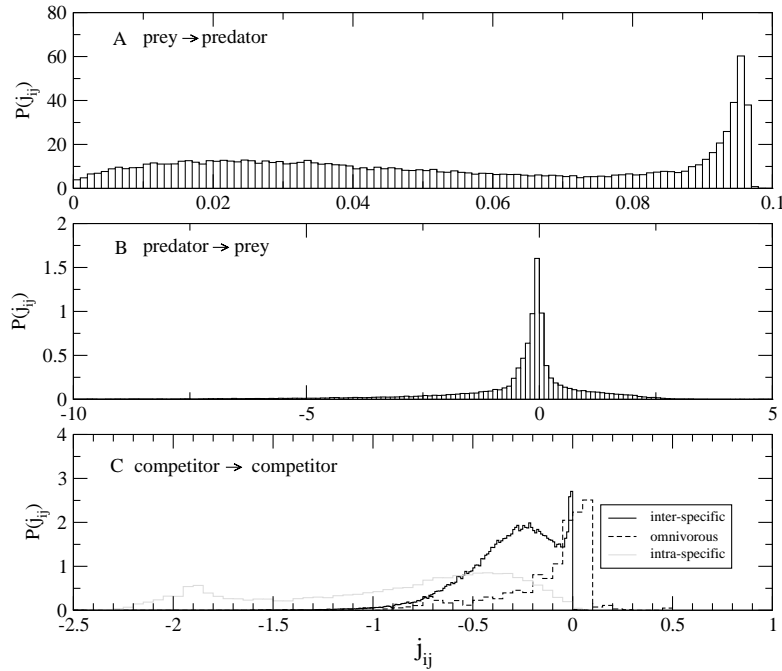 80
60
40
20
0
P(j_ij)
A prey → predator
0 0.02 0.04 0.06 0.08 0.1
2
1.5
1
0.5
0
P(j_ij)
B predator → prey
-10 -5 0 5
4
3
2
1
0
P(j_ij)
C competitor → competitor
inter-specific
omnivorous
intra-specific
-2.5 -2 -1.5 -1 -0.5 0 0.5 1
j_ij